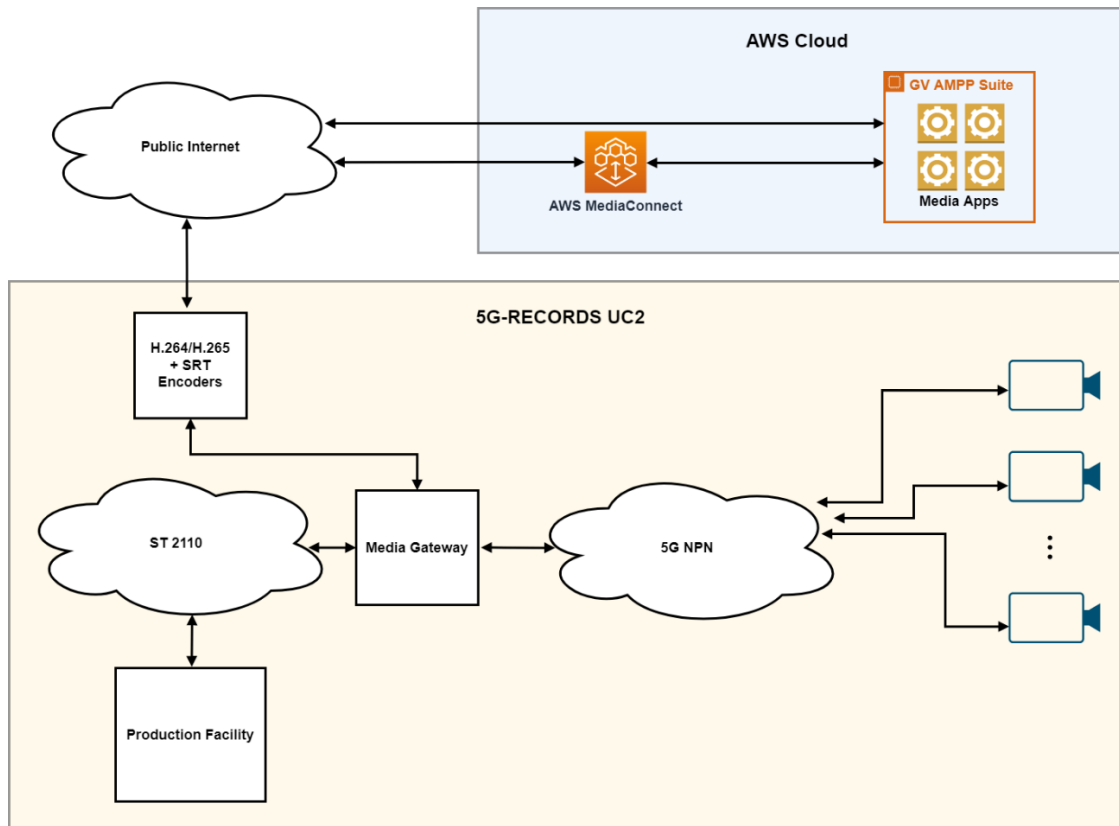 AWS Cloud
GV AMPP Suite
Public Internet
AWS MediaConnect
Media Apps
5G-RECORDS UC2
H.264/H.265
+ SRT
Encoders
ST 2110
Media Gateway
5G NPN
Production Facility